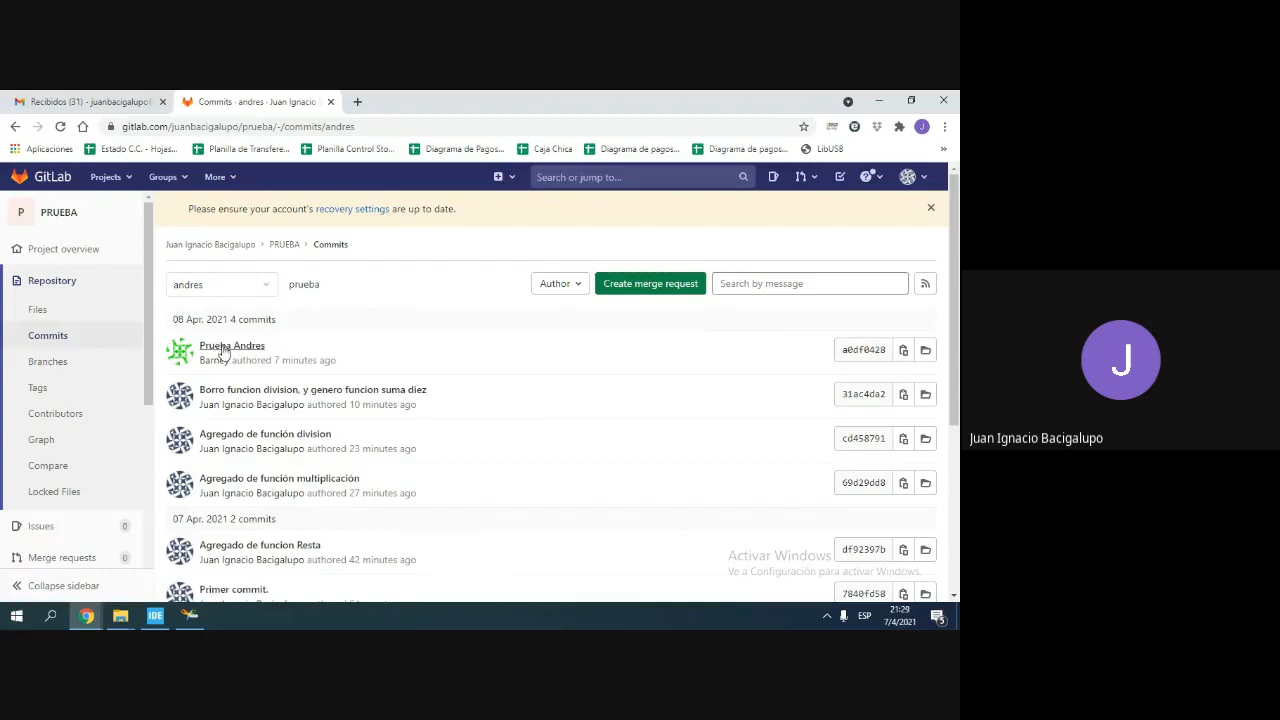 Recibidos (31) - juanbacigalupo
Commits · andres · Juan Ignacio
gitlab.com/juanbacigalupo/prueba/-/commits/andres
J
Aplicaciones
Estado C.C. - Hojas...
Planilla de Transfere...
Planilla Control Sto...
Diagrama de Pagos...
Caja Chica
Diagrama de pagos...
Diagrama de pagos...
LibUSB
»
GitLab
Projects
Groups
More
Search or jump to...
P PRUEBA
Please ensure your account's recovery settings are up to date.
Project overview
Juan Ignacio Bacigalupo > PRUEBA > Commits
Repository
andres
prueba
Author
Create merge request
Search by message
Files
08 Apr, 2021 4 commits
Commits
Prueba Andres
Barney authored 7 minutes ago
a0df0428
Branches
Tags
Borro funcion division, y genero funcion suma diez
Juan Ignacio Bacigalupo authored 10 minutes ago
31ac4da2
Contributors
Graph
Agregado de función division
Juan Ignacio Bacigalupo authored 23 minutes ago
cd458791
Compare
Locked Files
Agregado de función multiplicación
Juan Ignacio Bacigalupo authored 27 minutes ago
69d29dd8
Issues 0
07 Apr, 2021 2 commits
Merge requests 0
Agregado de funcion Resta
Juan Ignacio Bacigalupo authored 42 minutes ago
df92397b
Collapse sidebar
Primer commit.
7840fd58
Activar Windows
Ve a Configuración para activar Windows.
IDE
ESP
21:29
7/4/2021
5
J
Juan Ignacio Bacigalupo